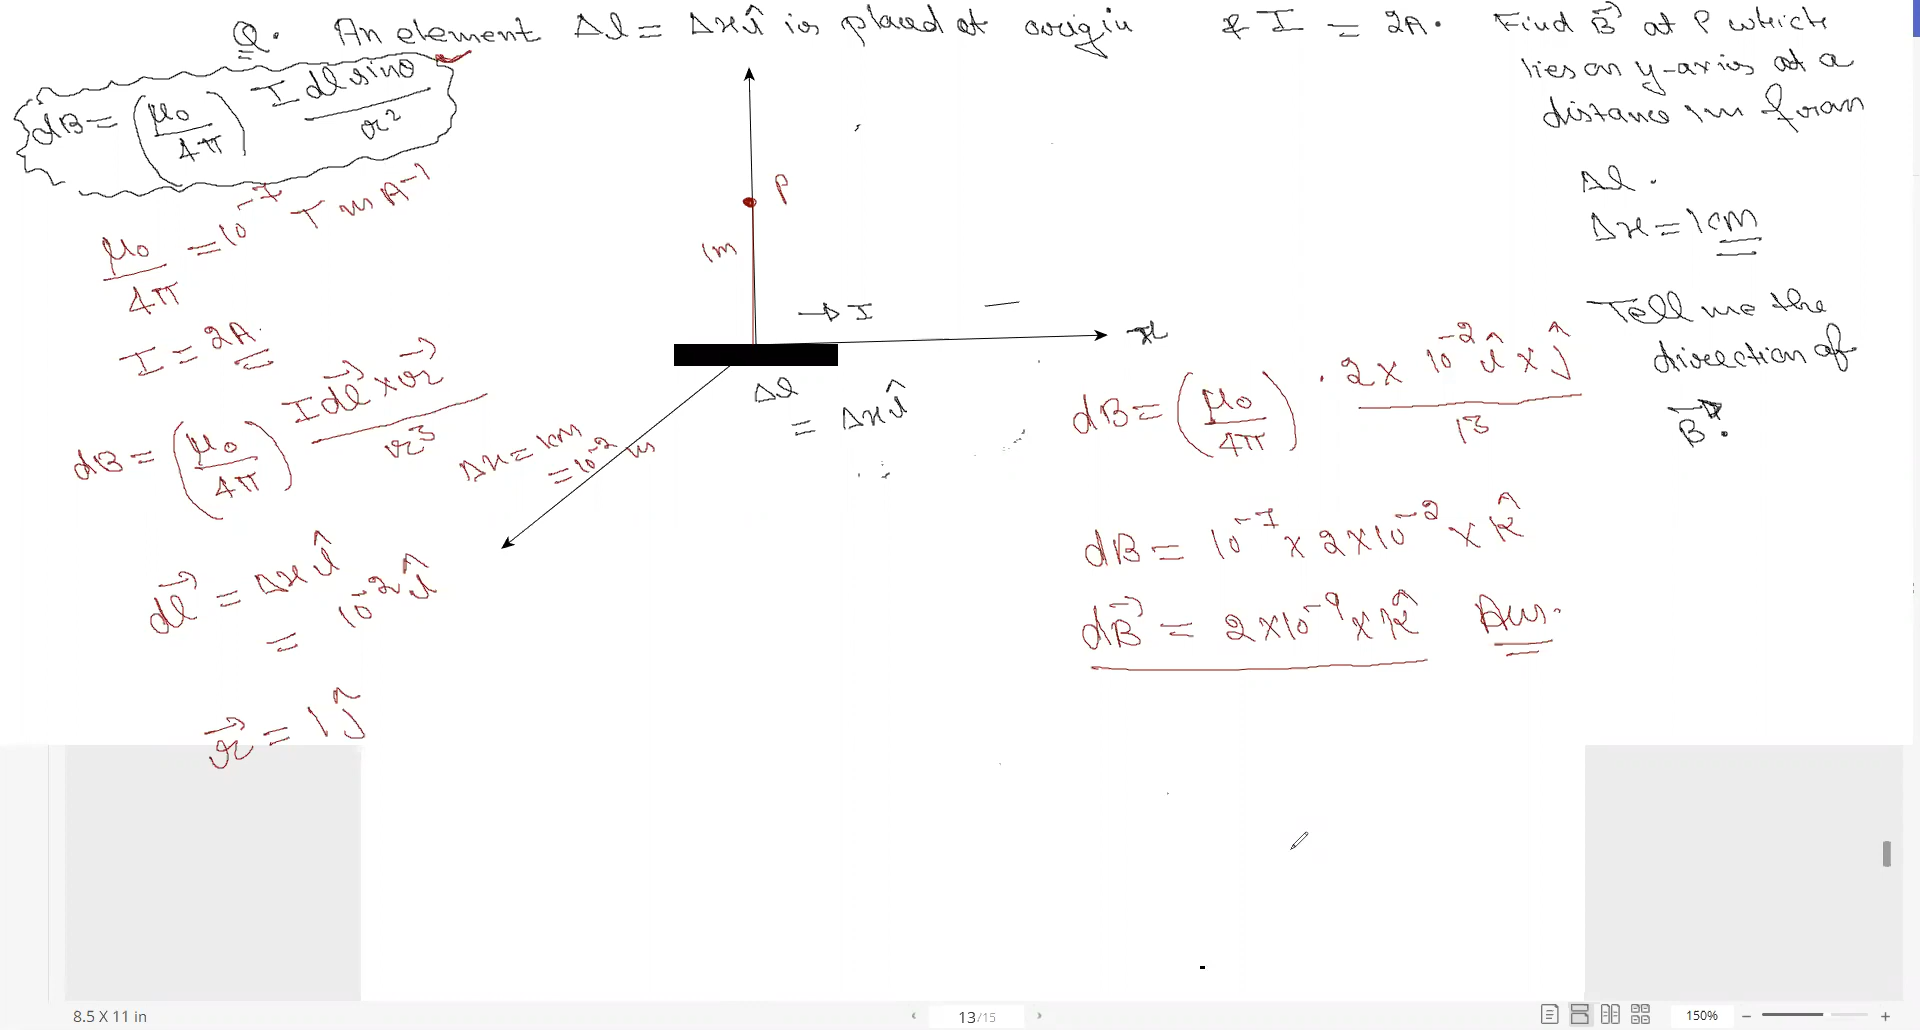 Q. An element Δl = Δx î is placed at origin & I = 2A. Find B⃗ at P which
lies on y-axis at a
distance 1m from
Δl.
Δx = 1cm
Tell me the
direction of
B⃗.
dB = (μ₀/4π) I dl sinθ / r²
μ₀/4π = 10⁻⁷ T m A⁻¹
I = 2A.
dB = (μ₀/4π) I dl⃗ × r⃗ / r³
dl⃗ = Δx î
= 10⁻² î
r⃗ = 1 ĵ
P
1m
→ I
x
Δl
= Δx î
Δx = 1cm
= 10⁻² m
dB = (μ₀/4π) . 2 × 10⁻² î × ĵ / 1³
dB = 10⁻⁷ × 2 × 10⁻² × k̂
dB⃗ = 2 × 10⁻⁹ × k̂ Ans.
8.5 X 11 in
13/15
150%